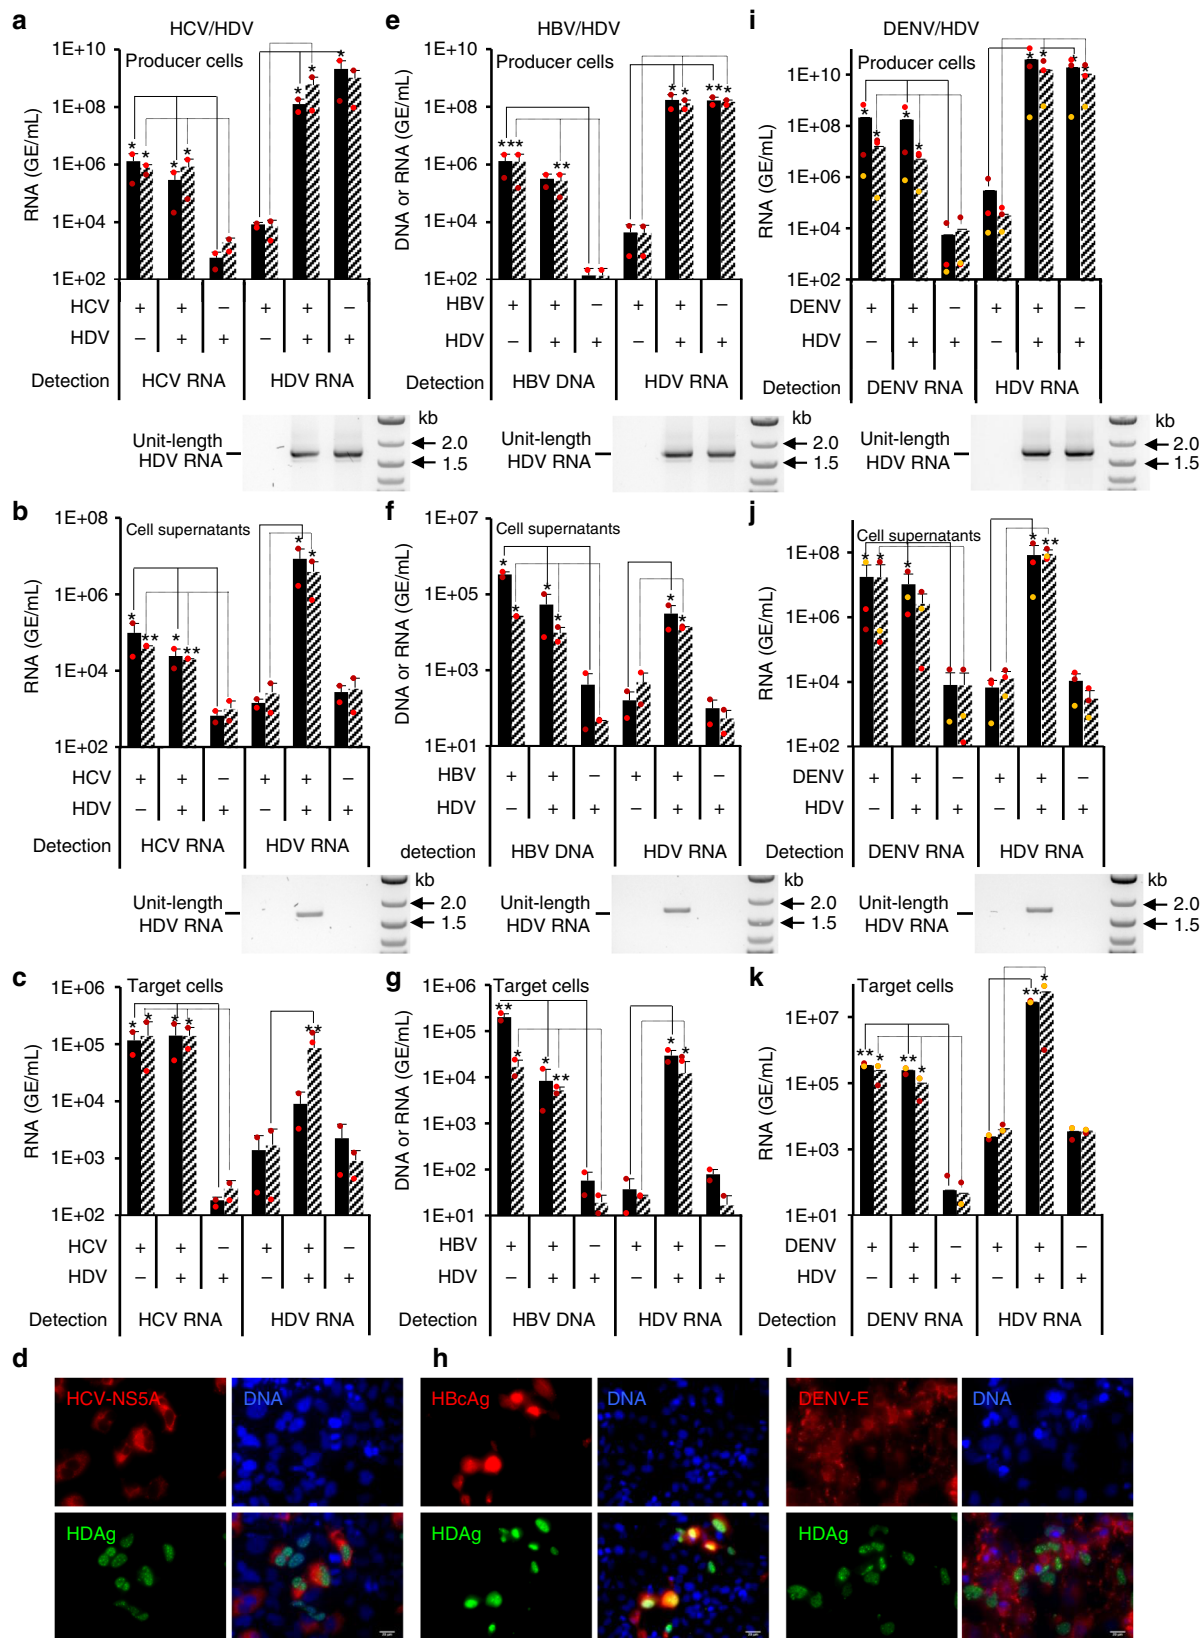 a
HCV/HDV
Producer cells
RNA (GE/mL)
1E+10
1E+08
1E+06
1E+04
1E+02
* * * * * * *
HCV + + – + + –
HDV – + + – + +
Detection HCV RNA HDV RNA
Unit-length
HDV RNA
kb
2.0
1.5
b
Cell supernatants
RNA (GE/mL)
1E+08
1E+06
1E+04
1E+02
* ** * ** * *
HCV + + – + + –
HDV – + + – + +
Detection HCV RNA HDV RNA
Unit-length
HDV RNA
kb
2.0
1.5
c
Target cells
RNA (GE/mL)
1E+06
1E+05
1E+04
1E+03
1E+02
* * * * **
HCV + + – + + –
HDV – + + – + +
Detection HCV RNA HDV RNA
d
HCV-NS5A
DNA
HDAg
e
HBV/HDV
Producer cells
DNA or RNA (GE/mL)
1E+10
1E+08
1E+06
1E+04
1E+02
*** ** * * ** *
HBV + + – + + –
HDV – + + – + +
Detection HBV DNA HDV RNA
Unit-length
HDV RNA
kb
2.0
1.5
f
Cell supernatants
DNA or RNA (GE/mL)
1E+07
1E+05
1E+03
1E+01
* * * * * *
HBV + + – + + –
HDV – + + – + +
detection HBV DNA HDV RNA
Unit-length
HDV RNA
kb
2.0
1.5
g
Target cells
DNA or RNA (GE/mL)
1E+06
1E+05
1E+04
1E+03
1E+02
1E+01
** * * ** * *
HBV + + – + + –
HDV – + + – + +
Detection HBV DNA HDV RNA
h
HBcAg
DNA
HDAg
i
DENV/HDV
Producer cells
RNA (GE/mL)
1E+10
1E+08
1E+06
1E+04
1E+02
* * * * * * * *
DENV + + – + + –
HDV – + + – + +
Detection DENV RNA HDV RNA
Unit-length
HDV RNA
kb
2.0
1.5
j
Cell supernatants
RNA (GE/mL)
1E+08
1E+06
1E+04
1E+02
* * * * **
DENV + + – + + –
HDV – + + – + +
Detection DENV RNA HDV RNA
Unit-length
HDV RNA
kb
2.0
1.5
k
Target cells
RNA (GE/mL)
1E+07
1E+05
1E+03
1E+01
** * ** * ** *
DENV + + – + + –
HDV – + + – + +
Detection DENV RNA HDV RNA
l
DENV-E
DNA
HDAg